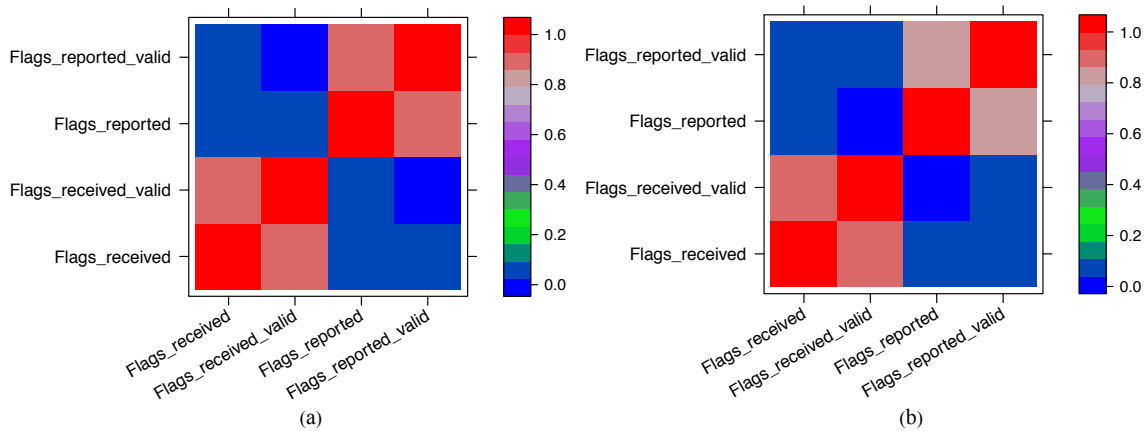 Flags_reported_valid
Flags_reported
Flags_received_valid
Flags_received
Flags_received
Flags_received_valid
Flags_reported
Flags_reported_valid
1.0
0.8
0.6
0.4
0.2
0.0
(a)
Flags_reported_valid
Flags_reported
Flags_received_valid
Flags_received
Flags_received
Flags_received_valid
Flags_reported
Flags_reported_valid
1.0
0.8
0.6
0.4
0.2
0.0
(b)